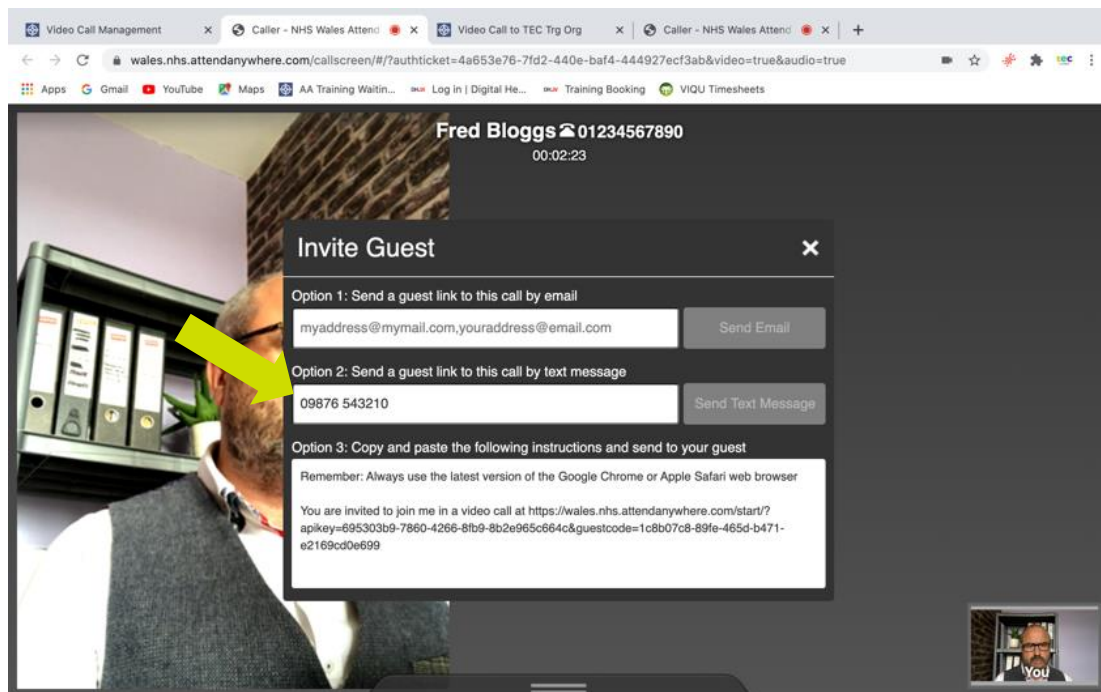 Video Call Management
Caller - NHS Wales Attend
Video Call to TEC Trg Org
Caller - NHS Wales Attend
wales.nhs.attendanywhere.com/callscreen/#/?authticket=4a653e76-7fd2-440e-baf4-444927ecf3ab&video=true&audio=true
tec
Apps Gmail YouTube Maps AA Training Waitin... Log in | Digital He... Training Booking VIQU Timesheets
Fred Bloggs 01234567890
00:02:23
Invite Guest
Option 1: Send a guest link to this call by email
myaddress@mymail.com,youraddress@email.com Send Email
Option 2: Send a guest link to this call by text message
09876 543210 Send Text Message
Option 3: Copy and paste the following instructions and send to your guest
Remember: Always use the latest version of the Google Chrome or Apple Safari web browser
You are invited to join me in a video call at https://wales.nhs.attendanywhere.com/start/?
apikey=695303b9-7860-4266-8fb9-8b2e965c664c&guestcode=1c8b07c8-89fe-465d-b471-
e2169cd0e699
You